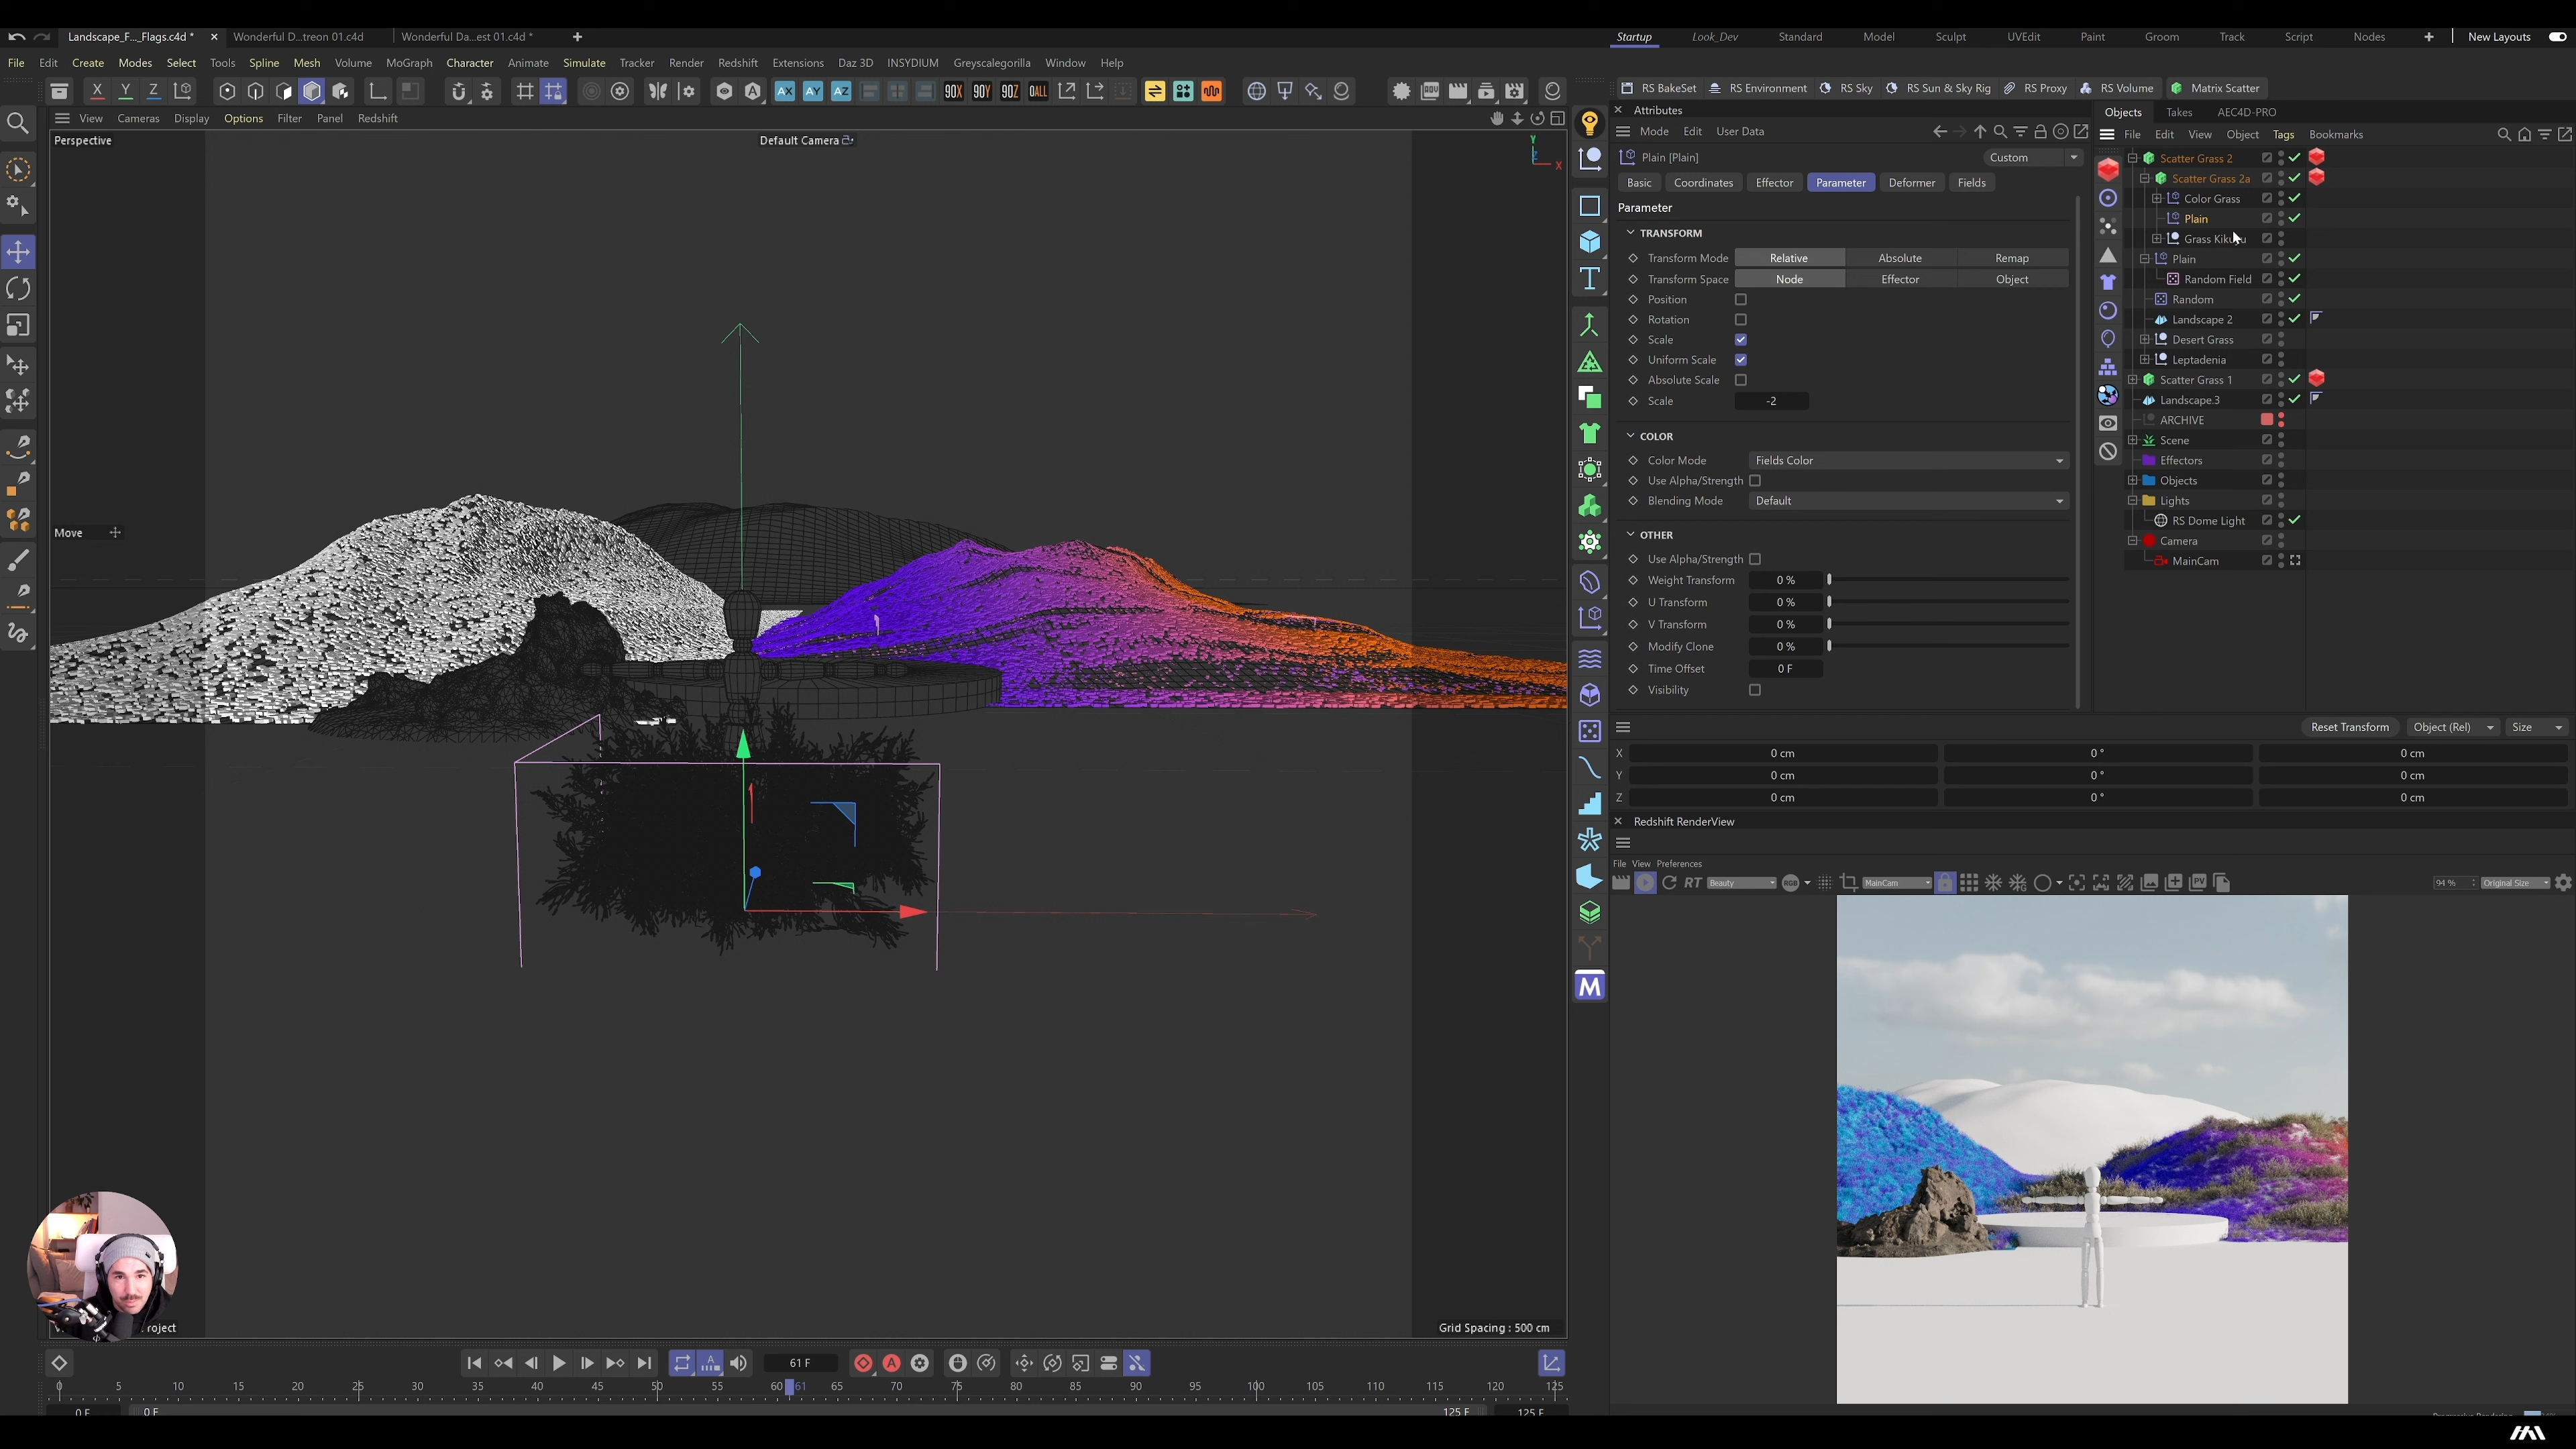 Landscape_F..._Flags.c4d *
Wonderful D...treon 01.c4d
Wonderful Da...est 01.c4d *
Startup Look_Dev Standard Model Sculpt UVEdit Paint Groom Track Script Nodes New Layouts
File Edit Create Modes Select Tools Spline Mesh Volume MoGraph Character Animate Simulate Tracker Render Redshift Extensions Daz 3D INSYDIUM Greyscalegorilla Window Help
X Y Z AX AY AZ 90X 90Y 90Z 0ALL
RS BakeSet RS Environment RS Sky RS Sun & Sky Rig RS Proxy RS Volume Matrix Scatter
View Cameras Display Options Filter Panel Redshift
Perspective
Default Camera
Y
X
Move
Grid Spacing : 500 cm
roject
Attributes
Mode Edit User Data
Plain [Plain]
Custom
Basic Coordinates Effector Parameter Deformer Fields
Parameter
TRANSFORM
Transform Mode Relative Absolute Remap
Transform Space Node Effector Object
Position
Rotation
Scale
Uniform Scale
Absolute Scale
Scale -2
COLOR
Color Mode Fields Color
Use Alpha/Strength
Blending Mode Default
OTHER
Use Alpha/Strength
Weight Transform 0 %
U Transform 0 %
V Transform 0 %
Modify Clone 0 %
Time Offset 0 F
Visibility
Objects Takes AEC4D-PRO
File Edit View Object Tags Bookmarks
Scatter Grass 2
Scatter Grass 2a
Color Grass
Plain
Grass Kik
Plain
Random Field
Random
Landscape 2
Desert Grass
Leptadenia
Scatter Grass 1
Landscape.3
ARCHIVE
Scene
Effectors
Objects
Lights
RS Dome Light
Camera
MainCam
Reset Transform Object (Rel) Size
X 0 cm 0 ° 0 cm
Y 0 cm 0 ° 0 cm
Z 0 cm 0 ° 0 cm
Redshift RenderView
File View Preferences
RT Beauty RGB MainCam PV 94 % Original Size
M
61 F
0 5 10 15 20 25 30 35 40 45 50 55 60 61 65 70 75 80 85 90 95 100 105 110 115 120 125
0 F 0 F 125 F 125 F